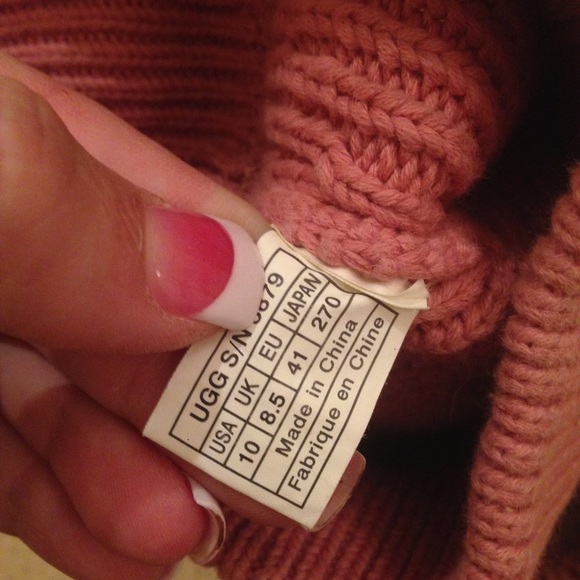 UGG S/N
USA UK EU JAPAN
10 8.5 41 270
Made in China
Fabrique en Chine